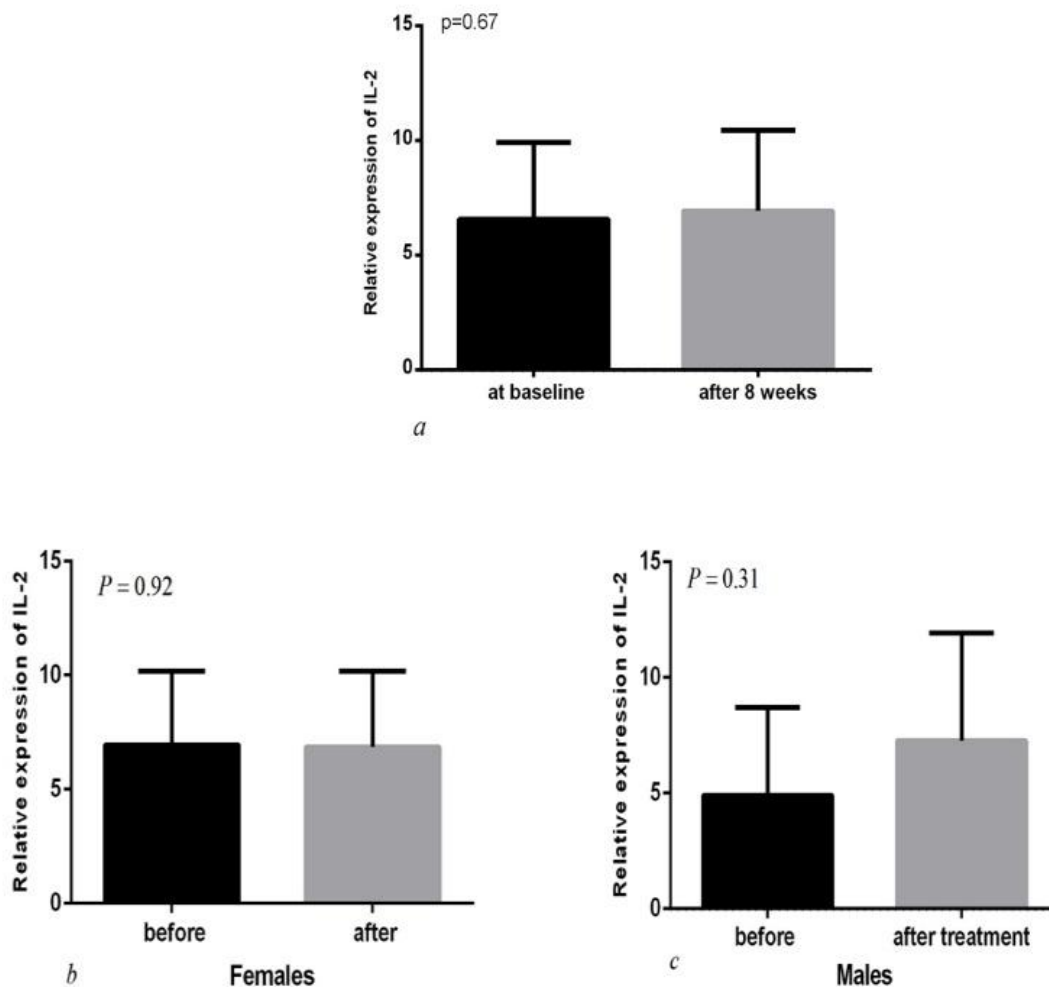 p=0.67
Relative expression of IL-2
15
10
5
0
at baseline
after 8 weeks
a
P = 0.92
Relative expression of IL-2
15
10
5
0
before
after
b
Females
P = 0.31
Relative expression of IL-2
15
10
5
0
before
after treatment
c
Males